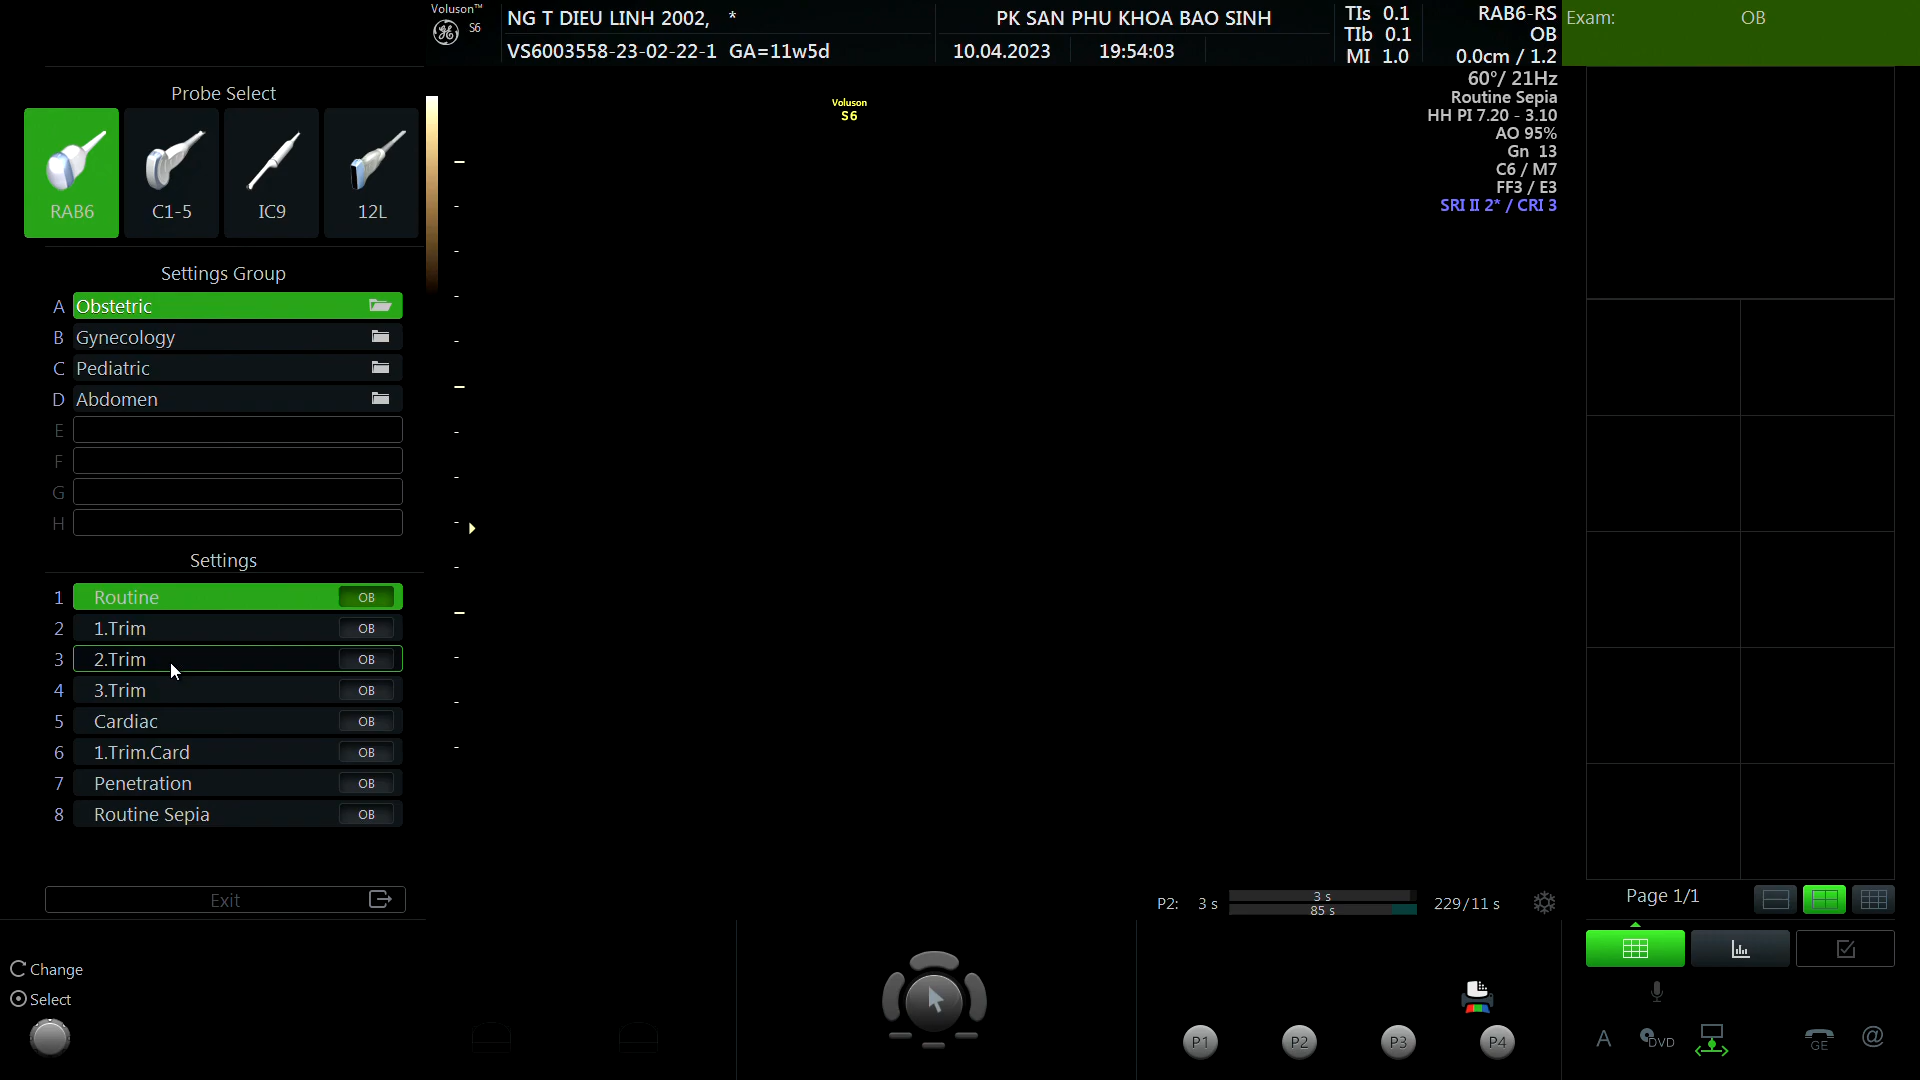 Voluson™
S6
NG T DIEU LINH 2002, *
PK SAN PHU KHOA BAO SINH
VS6003558-23-02-22-1 GA=11w5d
10.04.2023 19:54:03
TIs 0.1
TIb 0.1
MI 1.0
RAB6-RS
OB
0.0cm / 1.2
60°/ 21Hz
Routine Sepia
HH PI 7.20 - 3.10
AO 95%
Gn 13
C6 / M7
FF3 / E3
SRI II 2* / CRI 3
Exam: OB
Voluson
S6
Probe Select
RAB6 C1-5 IC9 12L
Settings Group
A Obstetric
B Gynecology
C Pediatric
D Abdomen
E
F
G
H
Settings
1 Routine OB
2 1.Trim OB
3 2.Trim OB
4 3.Trim OB
5 Cardiac OB
6 1.Trim.Card OB
7 Penetration OB
8 Routine Sepia OB
Exit
P2: 3 s
3 s
85 s
229/11 s
Page 1/1
Change
Select
P1 P2 P3 P4
A DVD GE @